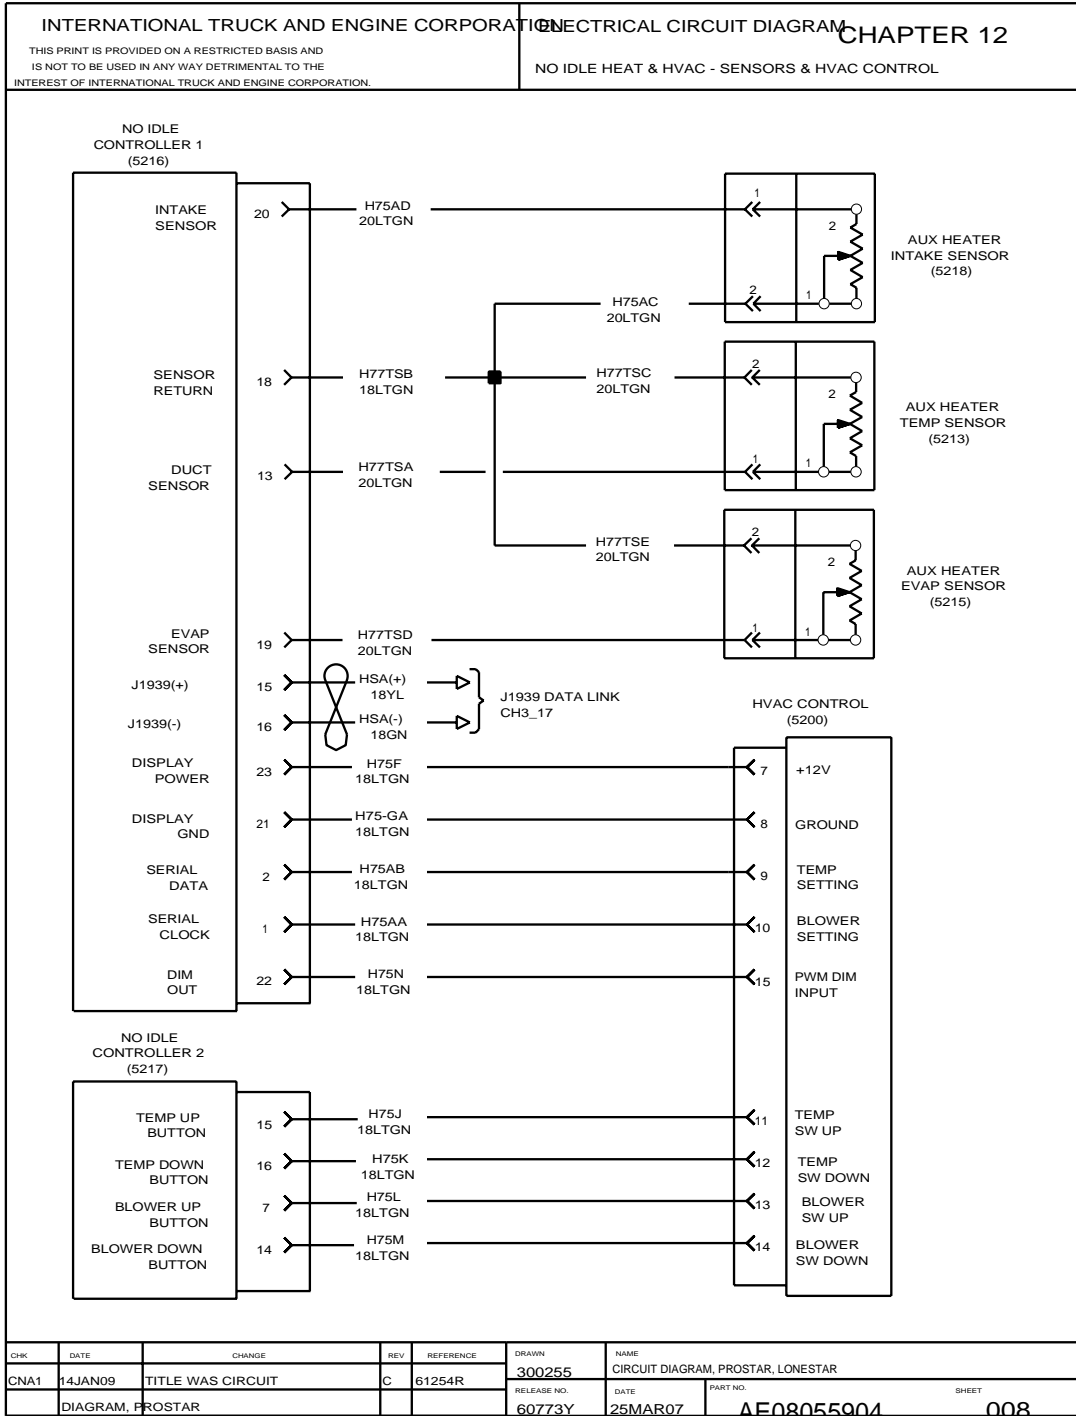 INTERNATIONAL TRUCK AND ENGINE CORPORATION
THIS PRINT IS PROVIDED ON A RESTRICTED BASIS AND
IS NOT TO BE USED IN ANY WAY DETRIMENTAL TO THE
INTEREST OF INTERNATIONAL TRUCK AND ENGINE CORPORATION.
ELECTRICAL CIRCUIT DIAGRAM
CHAPTER 12
NO IDLE HEAT & HVAC - SENSORS & HVAC CONTROL
NO IDLE
CONTROLLER 1
(5216)
INTAKE
SENSOR
20
H75AD
20LTGN
1
2
AUX HEATER
INTAKE SENSOR
(5218)
H75AC
20LTGN
2
1
SENSOR
RETURN
18
H77TSB
18LTGN
H77TSC
20LTGN
2
2
AUX HEATER
TEMP SENSOR
(5213)
DUCT
SENSOR
13
H77TSA
20LTGN
1
1
H77TSE
20LTGN
2
2
AUX HEATER
EVAP SENSOR
(5215)
EVAP
SENSOR
19
H77TSD
20LTGN
1
1
J1939(+)
15
HSA(+)
18YL
J1939(-)
16
HSA(-)
18GN
J1939 DATA LINK
CH3_17
HVAC CONTROL
(5200)
DISPLAY
POWER
23
H75F
18LTGN
7
+12V
DISPLAY
GND
21
H75-GA
18LTGN
8
GROUND
SERIAL
DATA
2
H75AB
18LTGN
9
TEMP
SETTING
SERIAL
CLOCK
1
H75AA
18LTGN
10
BLOWER
SETTING
DIM
OUT
22
H75N
18LTGN
15
PWM DIM
INPUT
NO IDLE
CONTROLLER 2
(5217)
TEMP UP
BUTTON
15
H75J
18LTGN
11
TEMP
SW UP
TEMP DOWN
BUTTON
16
H75K
18LTGN
12
TEMP
SW DOWN
BLOWER UP
BUTTON
7
H75L
18LTGN
13
BLOWER
SW UP
BLOWER DOWN
BUTTON
14
H75M
18LTGN
14
BLOWER
SW DOWN
CHK DATE CHANGE REV REFERENCE
CNA1 14JAN09 TITLE WAS CIRCUIT C 61254R
DIAGRAM, PROSTAR
DRAWN
300255
NAME
CIRCUIT DIAGRAM, PROSTAR, LONESTAR
RELEASE NO.
60773Y
DATE
25MAR07
PART NO.
AE08055904
SHEET
008